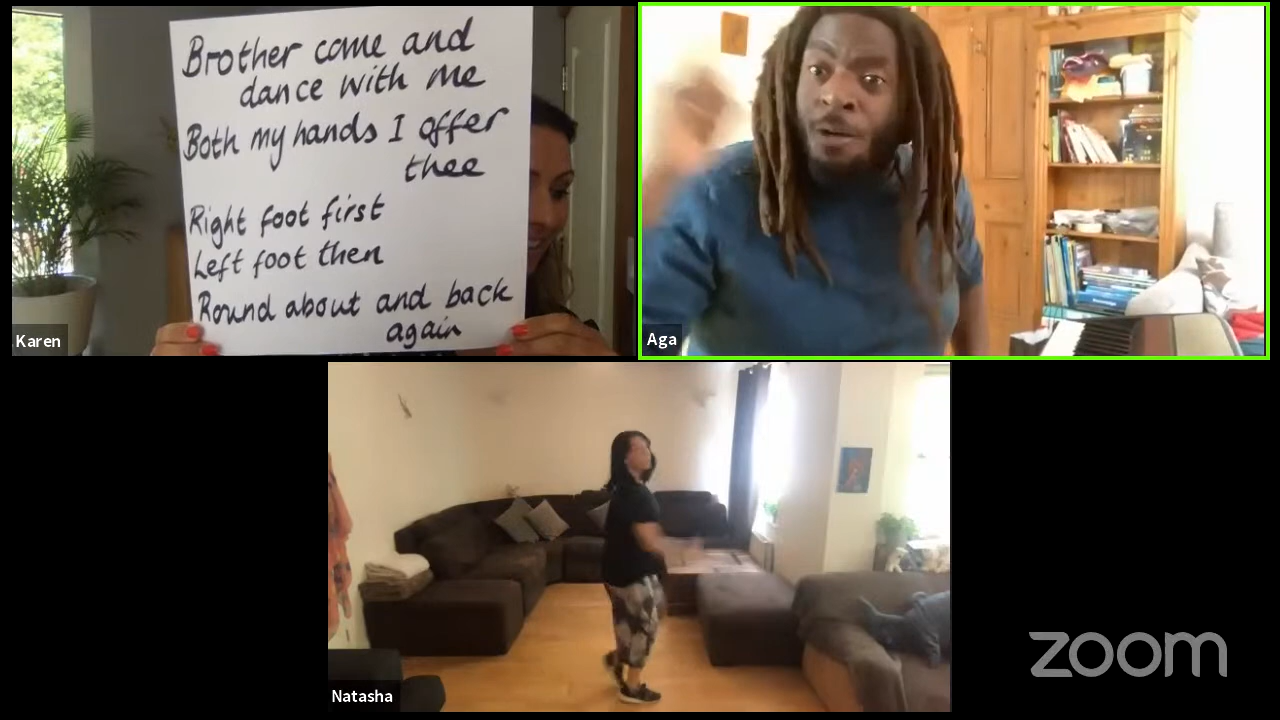 Brother come and
dance with me
Both my hands I offer
thee
Right foot first
Left foot then
Round about and back
again
Karen
Aga
Natasha
zoom